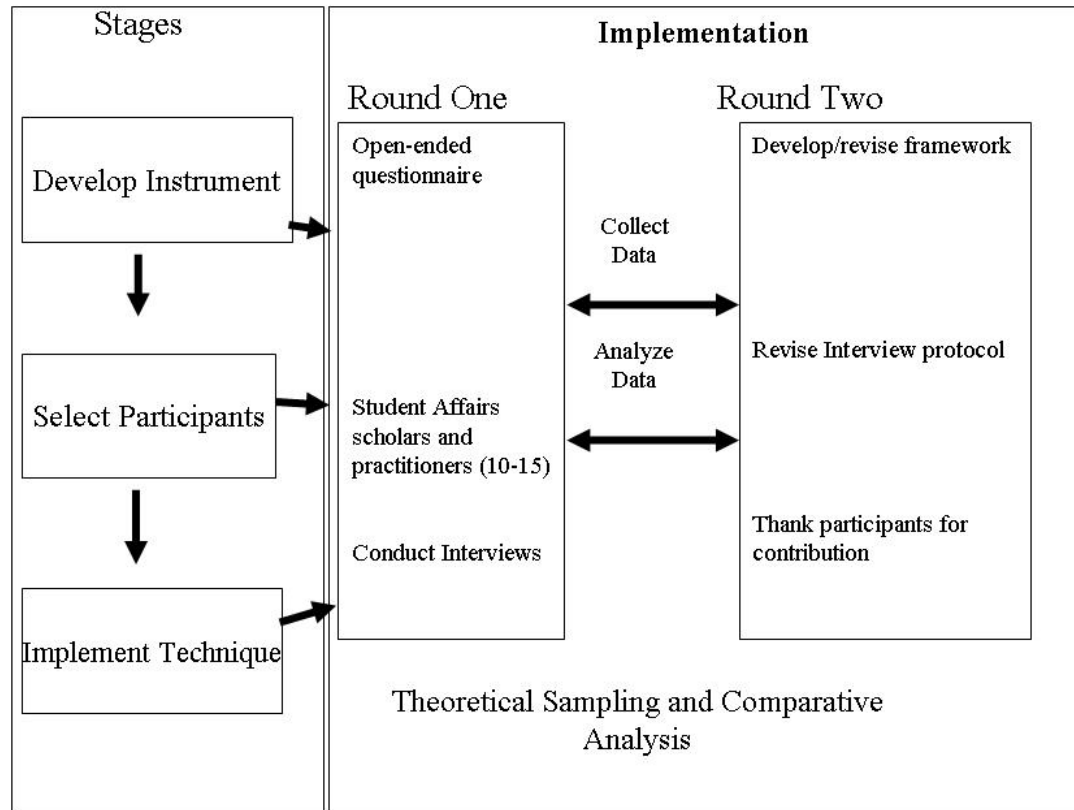 Stages
Develop Instrument
Select Participants
Implement Technique
Implementation
Round One
Open-ended
questionnaire
Student Affairs
scholars and
practitioners (10-15)
Conduct Interviews
Collect
Data
Analyze
Data
Round Two
Develop/revise framework
Revise Interview protocol
Thank participants for
contribution
Theoretical Sampling and Comparative
Analysis